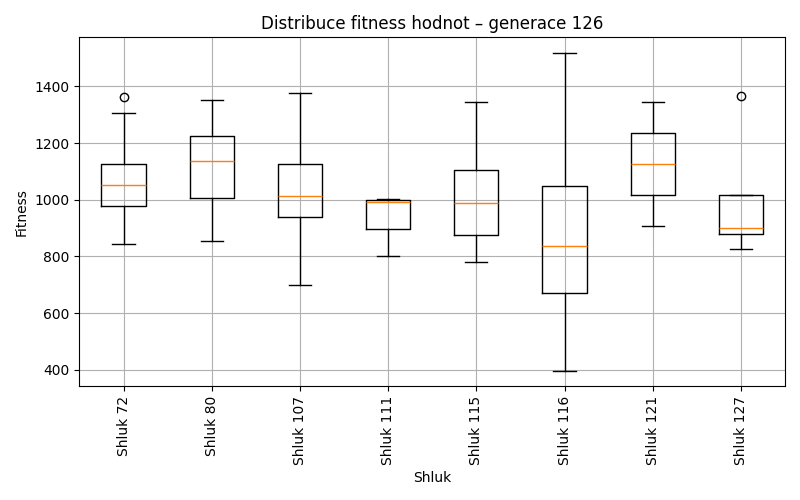 Distribuce fitness hodnot – generace 126
Fitness
1400
1200
1000
800
600
400
Shluk 72
Shluk 80
Shluk 107
Shluk 111
Shluk 115
Shluk 116
Shluk 121
Shluk 127
Shluk